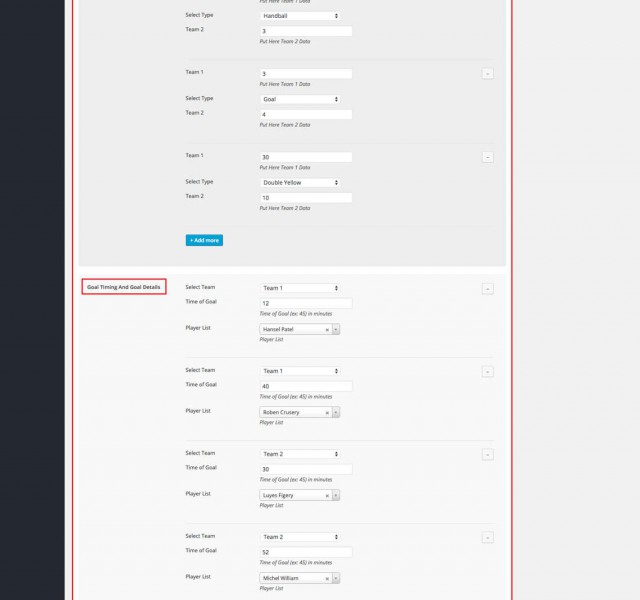 Select Type Handball
Team 2 3
Put Here Team 2 Data
Team 1 3
Put Here Team 1 Data
Select Type Goal
Team 2 4
Put Here Team 2 Data
Team 1 30
Put Here Team 1 Data
Select Type Double Yellow
Team 2 10
Put Here Team 2 Data
+ Add more
Goal Timing And Goal Details
Select Team Team 1
Time of Goal 12
Time of Goal (ex: 45) in minutes
Player List Hansel Patel
Player List
Select Team Team 1
Time of Goal 40
Time of Goal (ex: 45) in minutes
Player List Roben Crusery
Player List
Select Team Team 2
Time of Goal 30
Time of Goal (ex: 45) in minutes
Player List Luyes Figery
Player List
Select Team Team 2
Time of Goal 52
Time of Goal (ex: 45) in minutes
Player List Michel William
Player List